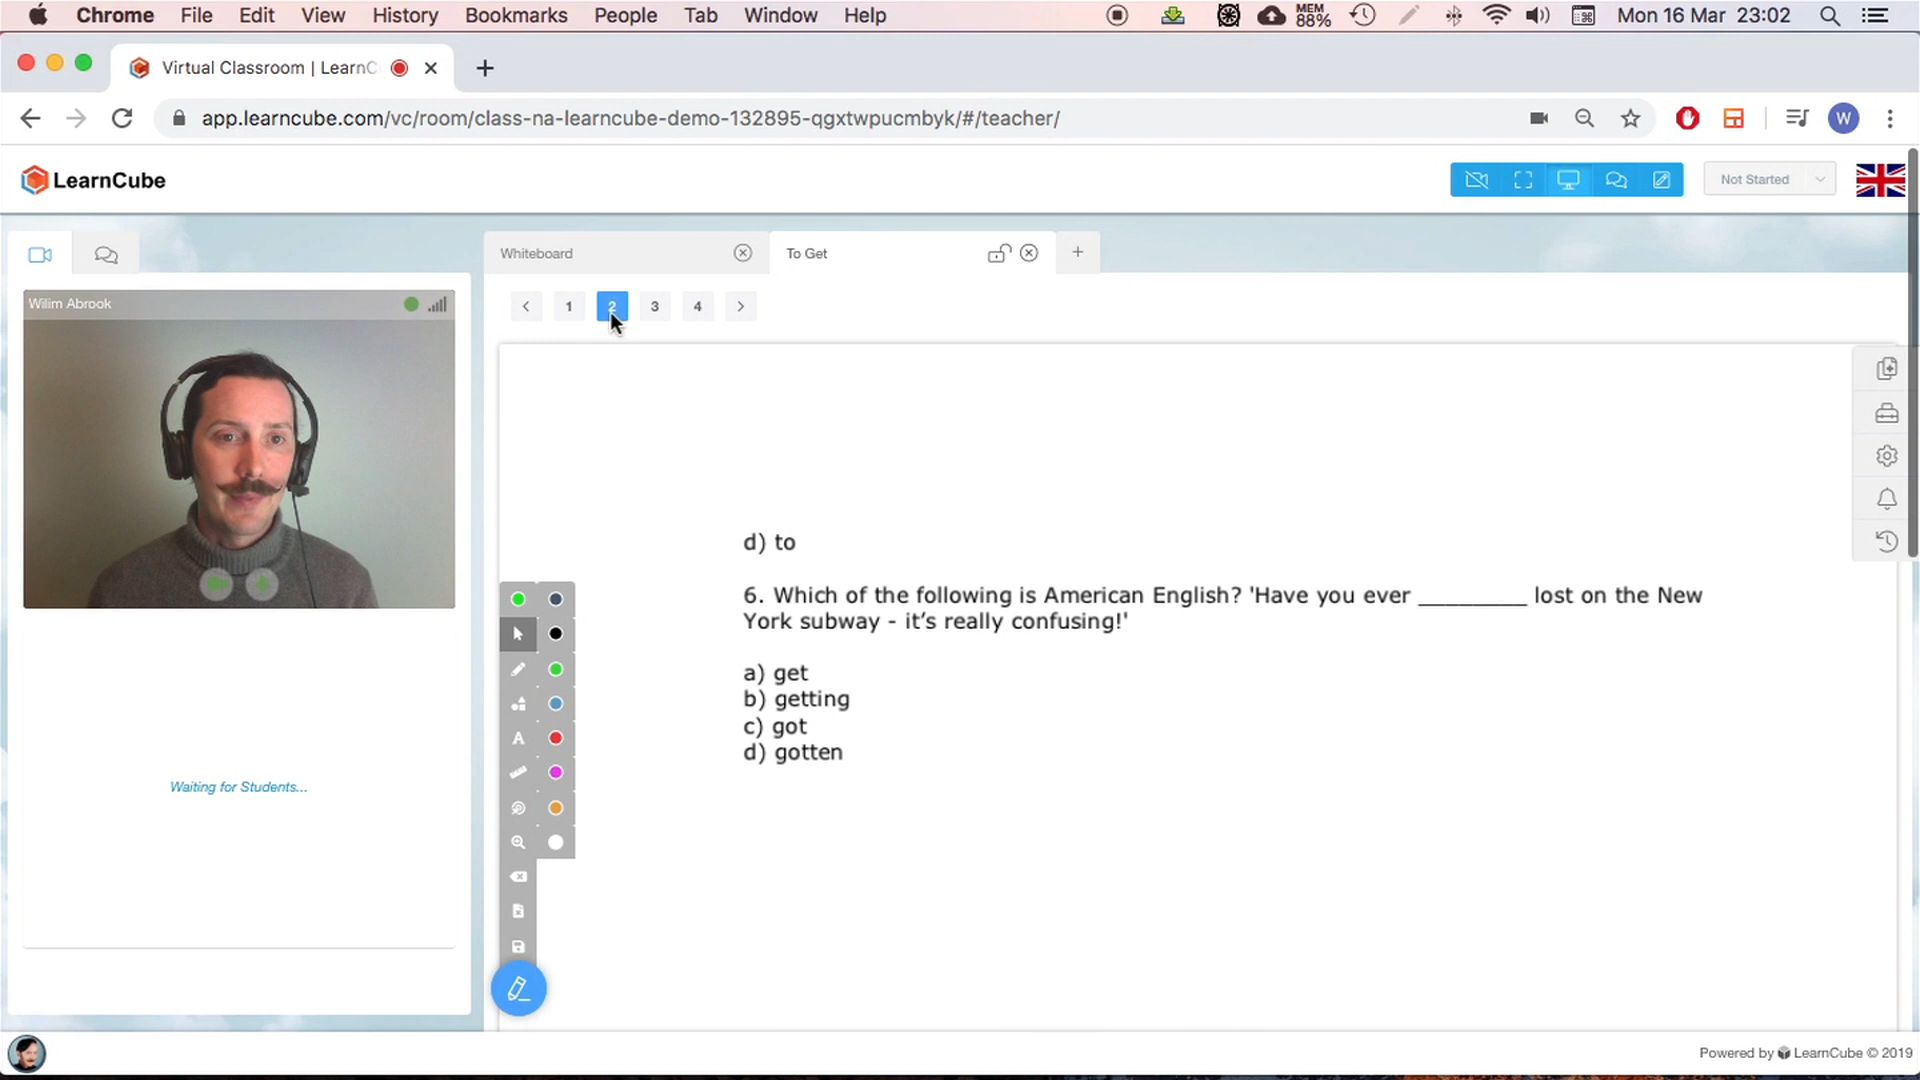 Chrome File Edit View History Bookmarks People Tab Window Help MEM 88% Mon 16 Mar 23:02
Virtual Classroom | LearnC
app.learncube.com/vc/room/class-na-learncube-demo-132895-qgxtwpucmbyk/#/teacher/ W
LearnCube Not Started
Whiteboard To Get
Wilim Abrook
1 2 3 4
d) to
6. Which of the following is American English? 'Have you ever _________ lost on the New
York subway - it's really confusing!'
a) get
b) getting
c) got
d) gotten
A
Waiting for Students...
Powered by LearnCube © 2019